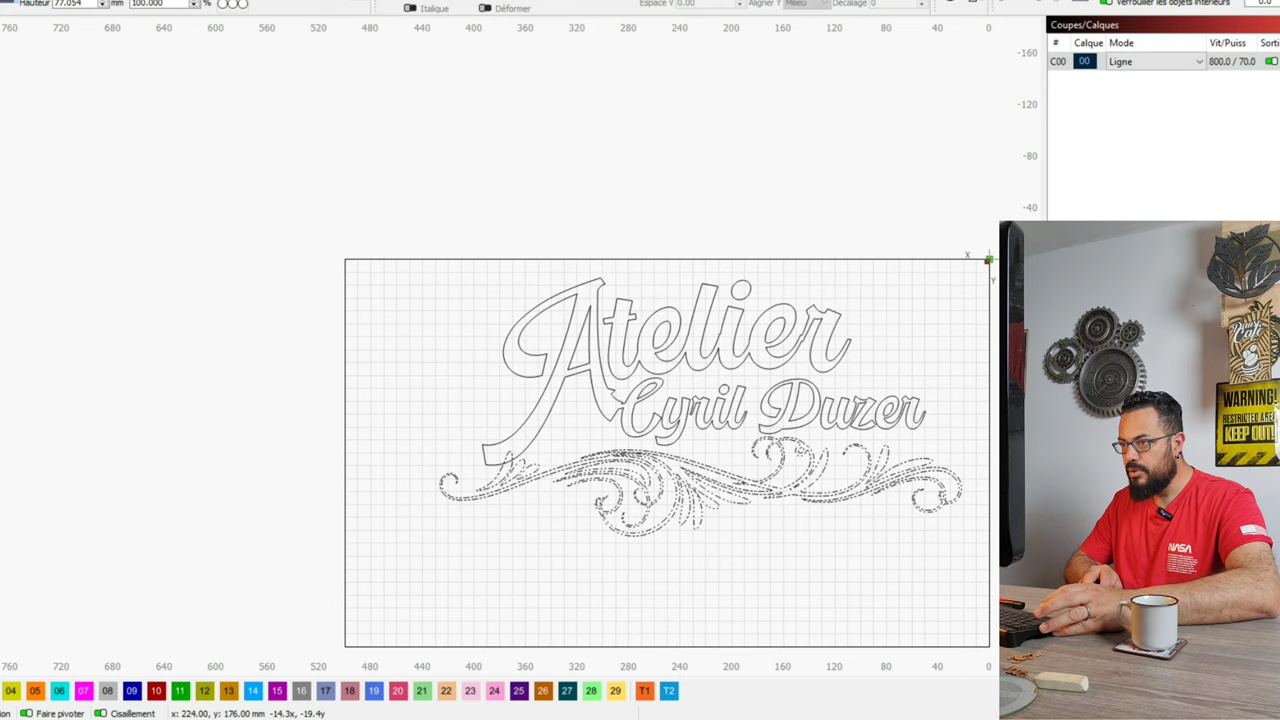 Hauteur 77.054 mm 100.000 %
Italique Déformer
Espace V 0.00 Aligner Y Milieu Décalage 0
Verrouiller les objets intérieurs 0.0
Coupes/Calques
# Calque Mode Vit/Puiss Sorti
C00 00 Ligne 800.0 / 70.0
760 720 680 640 600 560 520 480 440 400 360 320 280 240 200 160 120 80 40 0
-160
-120
-80
-40
X
Y
Atelier
Cyril Duzer
Pause
Café
WARNING!
RESTRICTED AREA
KEEP OUT!
NASA
760 720 680 640 600 560 520 480 440 400 360 320 280 240 200 160 120 80 40 0
04 05 06 07 08 09 10 11 12 13 14 15 16 17 18 19 20 21 22 23 24 25 26 27 28 29 T1 T2
ion Faire pivoter Cisaillement x: 224.00, y: 176.00 mm -14.3x, -19.4y